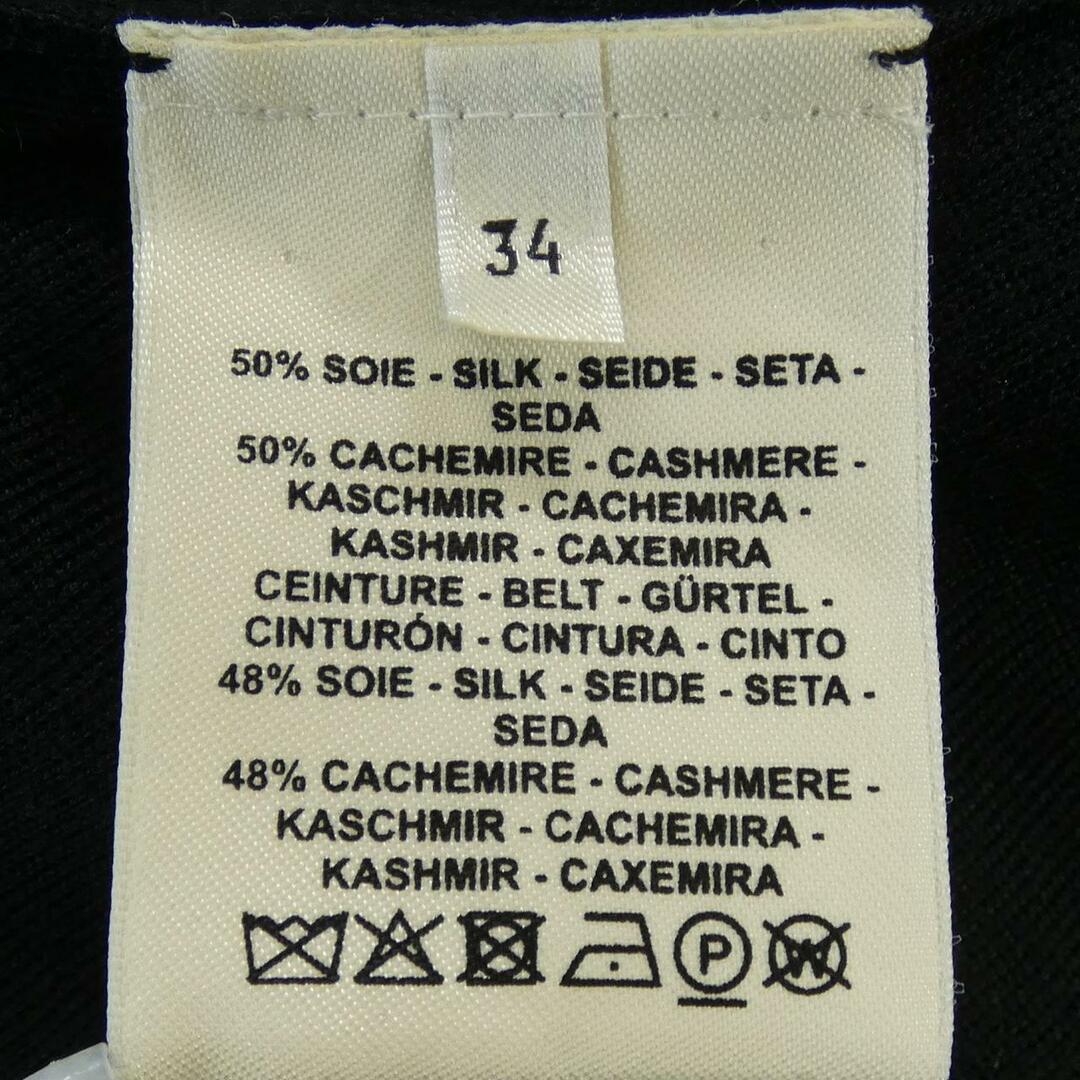 34
50% SOIE - SILK - SEIDE - SETA -
SEDA
50% CACHEMIRE - CASHMERE -
KASCHMIR - CACHEMIRA -
KASHMIR - CAXEMIRA
CEINTURE - BELT - GÜRTEL -
CINTURÓN - CINTURA - CINTO
48% SOIE - SILK - SEIDE - SETA -
SEDA
48% CACHEMIRE - CASHMERE -
KASCHMIR - CACHEMIRA -
KASHMIR - CAXEMIRA
P W